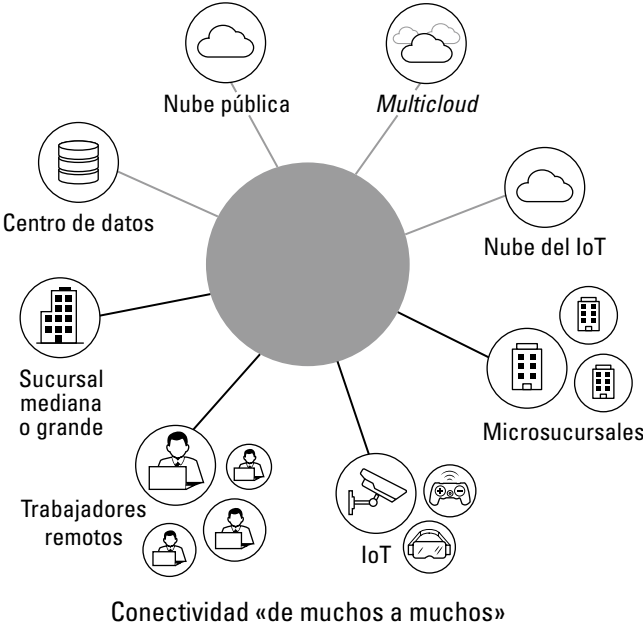 Nube pública
Multicloud
Centro de datos
Nube del IoT
Sucursal
mediana
o grande
Microsucursales
Trabajadores
remotos
IoT
Conectividad «de muchos a muchos»